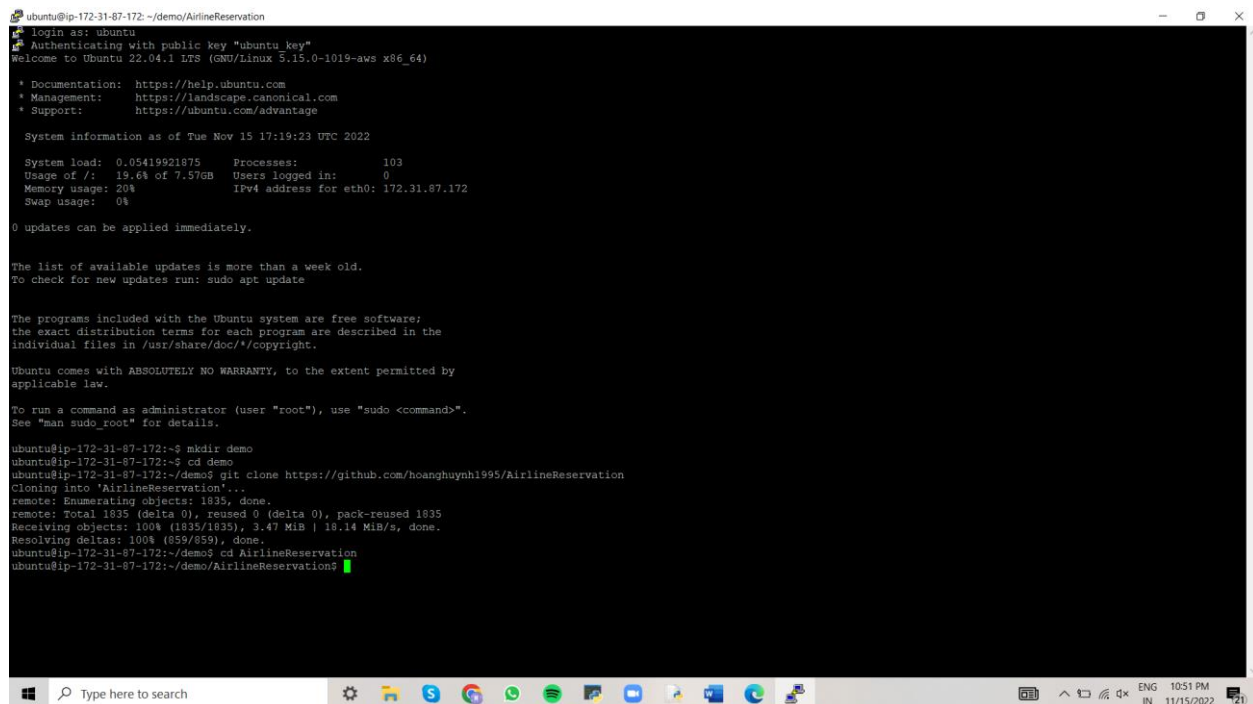 ubuntu@ip-172-31-87-172: ~/demo/AirlineReservation
login as: ubuntu
Authenticating with public key "ubuntu_key"
Welcome to Ubuntu 22.04.1 LTS (GNU/Linux 5.15.0-1019-aws x86_64)
* Documentation: https://help.ubuntu.com
* Management: https://landscape.canonical.com
* Support: https://ubuntu.com/advantage
System information as of Tue Nov 15 17:19:23 UTC 2022
System load: 0.05419921875 Processes: 103
Usage of /: 19.6% of 7.57GB Users logged in: 0
Memory usage: 20% IPv4 address for eth0: 172.31.87.172
Swap usage: 0%
0 updates can be applied immediately.
The list of available updates is more than a week old.
To check for new updates run: sudo apt update
The programs included with the Ubuntu system are free software;
the exact distribution terms for each program are described in the
individual files in /usr/share/doc/*/copyright.
Ubuntu comes with ABSOLUTELY NO WARRANTY, to the extent permitted by
applicable law.
To run a command as administrator (user "root"), use "sudo <command>".
See "man sudo_root" for details.
ubuntu@ip-172-31-87-172:~$ mkdir demo
ubuntu@ip-172-31-87-172:~$ cd demo
ubuntu@ip-172-31-87-172:~/demo$ git clone https://github.com/hoanghuynh1995/AirlineReservation
Cloning into 'AirlineReservation'...
remote: Enumerating objects: 1835, done.
remote: Total 1835 (delta 0), reused 0 (delta 0), pack-reused 1835
Receiving objects: 100% (1835/1835), 3.47 MiB | 18.14 MiB/s, done.
Resolving deltas: 100% (859/859), done.
ubuntu@ip-172-31-87-172:~/demo$ cd AirlineReservation
ubuntu@ip-172-31-87-172:~/demo/AirlineReservation$
Type here to search
ENG 10:51 PM
IN 11/15/2022 21